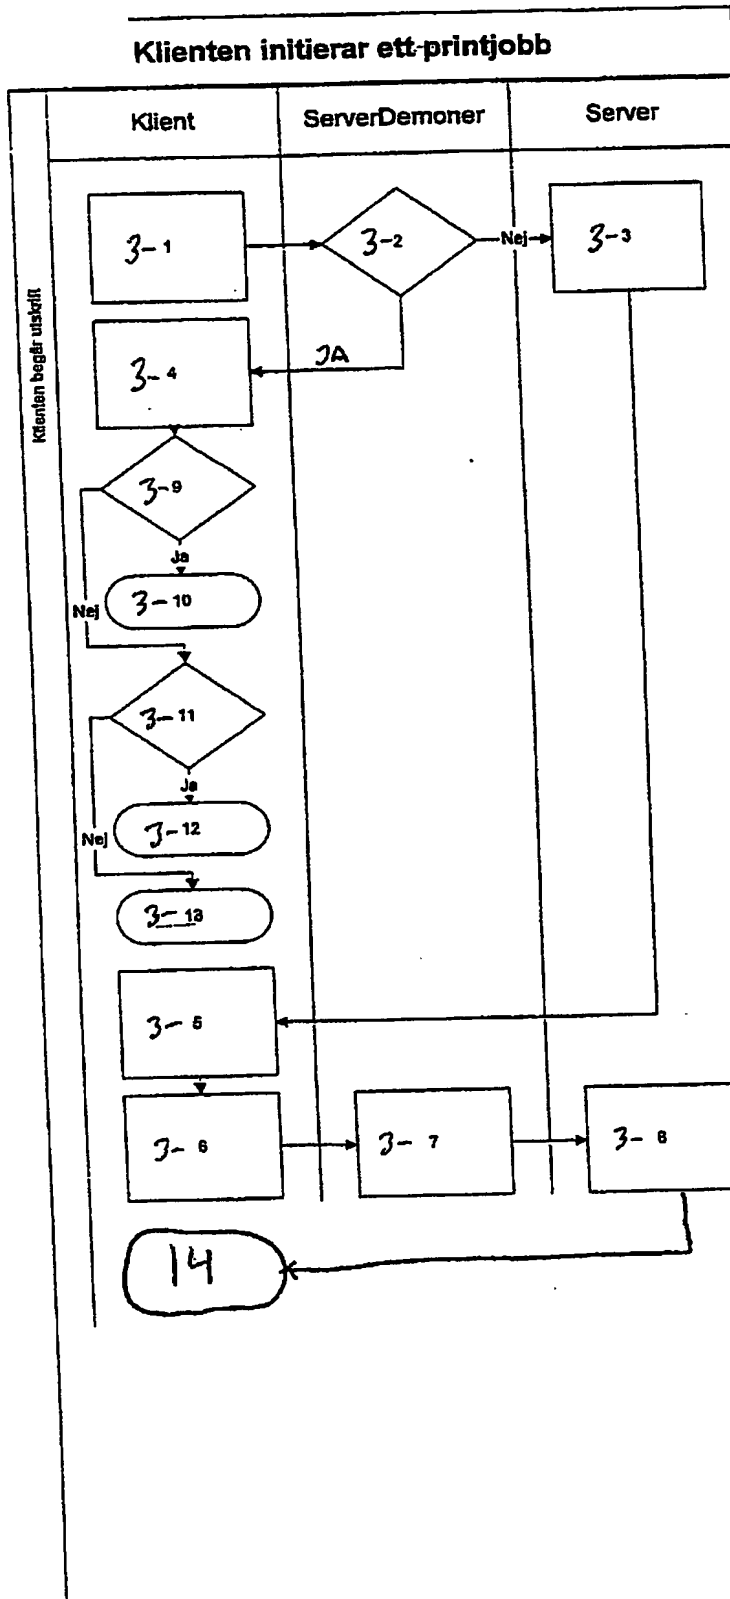 Klienten initierar ett printjobb
Klient
ServerDemoner
Server
Klienten begär utskrift
3-1
3-2
Nej
3-3
3-4
JA
3-9
Ja
3-10
Nej
3-11
Ja
3-12
Nej
3-13
3-5
3-6
3-7
3-8
14